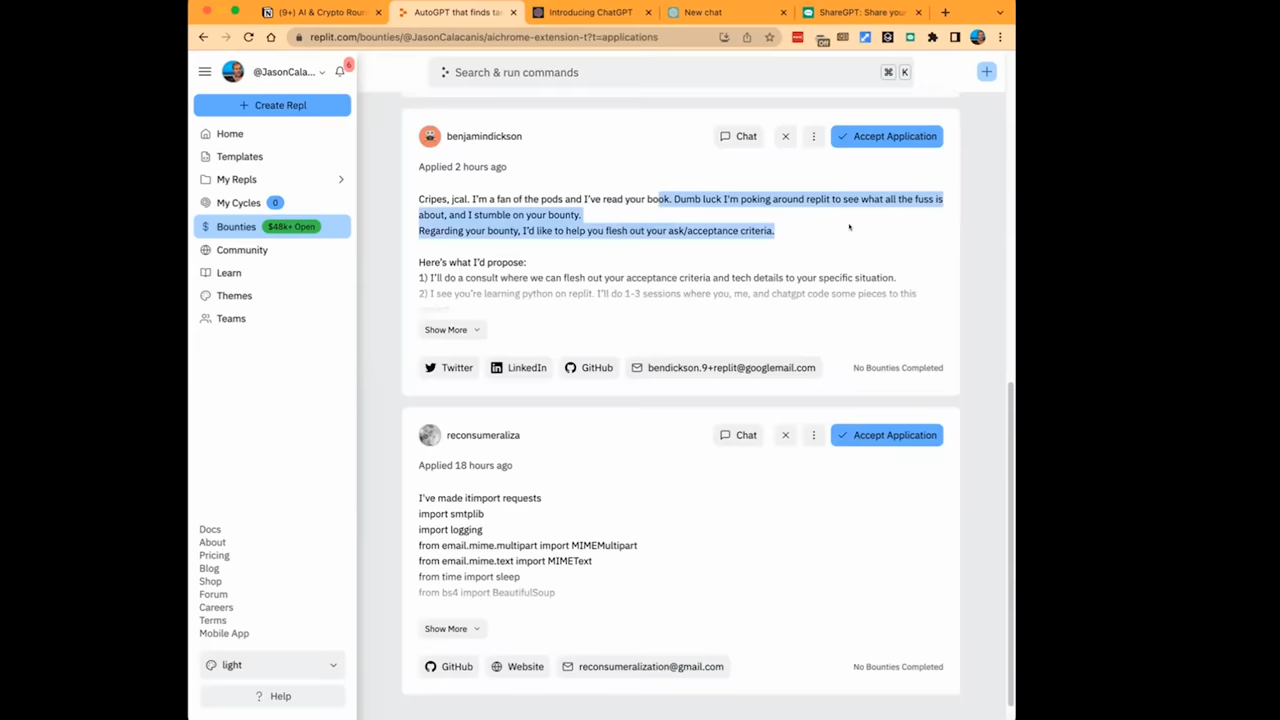 (9+) AI & Crypto Roun
AutoGPT that finds ta
Introducing ChatGPT
New chat
ShareGPT: Share your
replit.com/bounties/@JasonCalacanis/aichrome-extension-t?t=applications
Off
@JasonCala...
6
Search & run commands
⌘ K
+ Create Repl
Home
Templates
My Repls
My Cycles 0
Bounties $48k+ Open
Community
Learn
Themes
Teams
Docs
About
Pricing
Blog
Shop
Forum
Careers
Terms
Mobile App
light
? Help
benjamindickson
Chat
Accept Application
Applied 2 hours ago
Cripes, jcal. I'm a fan of the pods and I've read your book. Dumb luck I'm poking around replit to see what all the fuss is
about, and I stumble on your bounty.
Regarding your bounty, I'd like to help you flesh out your ask/acceptance criteria.
Here's what I'd propose:
1) I'll do a consult where we can flesh out your acceptance criteria and tech details to your specific situation.
2) I see you're learning python on replit. I'll do 1-3 sessions where you, me, and chatgpt code some pieces to this
Show More
Twitter
LinkedIn
GitHub
bendickson.9+replit@googlemail.com
No Bounties Completed
reconsumeraliza
Chat
Accept Application
Applied 18 hours ago
I've made itimport requests
import smtplib
import logging
from email.mime.multipart import MIMEMultipart
from email.mime.text import MIMEText
from time import sleep
from bs4 import BeautifulSoup
Show More
GitHub
Website
reconsumeralization@gmail.com
No Bounties Completed